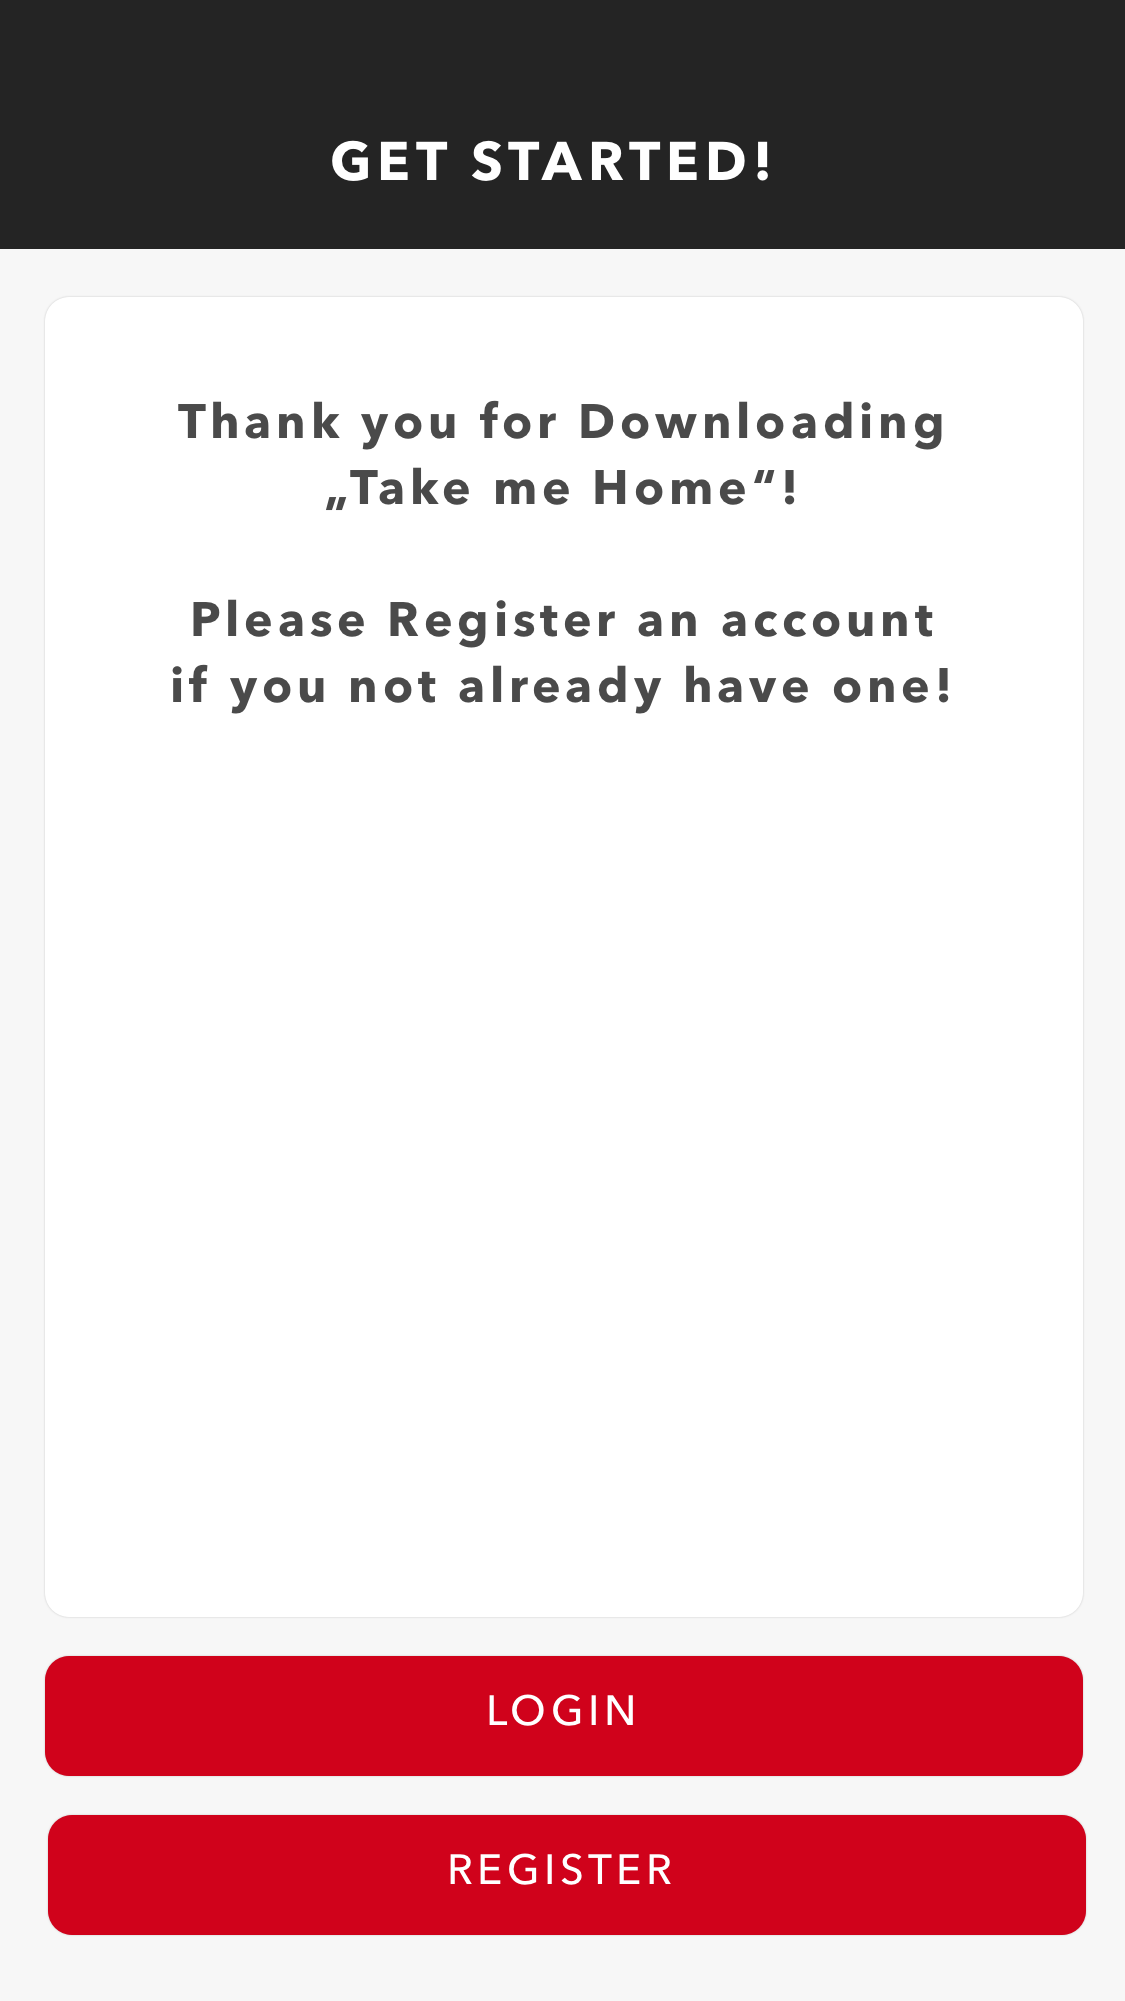 GET STARTED!
Thank you for Downloading
„Take me Home“!
Please Register an account
if you not already have one!
LOGIN
REGISTER